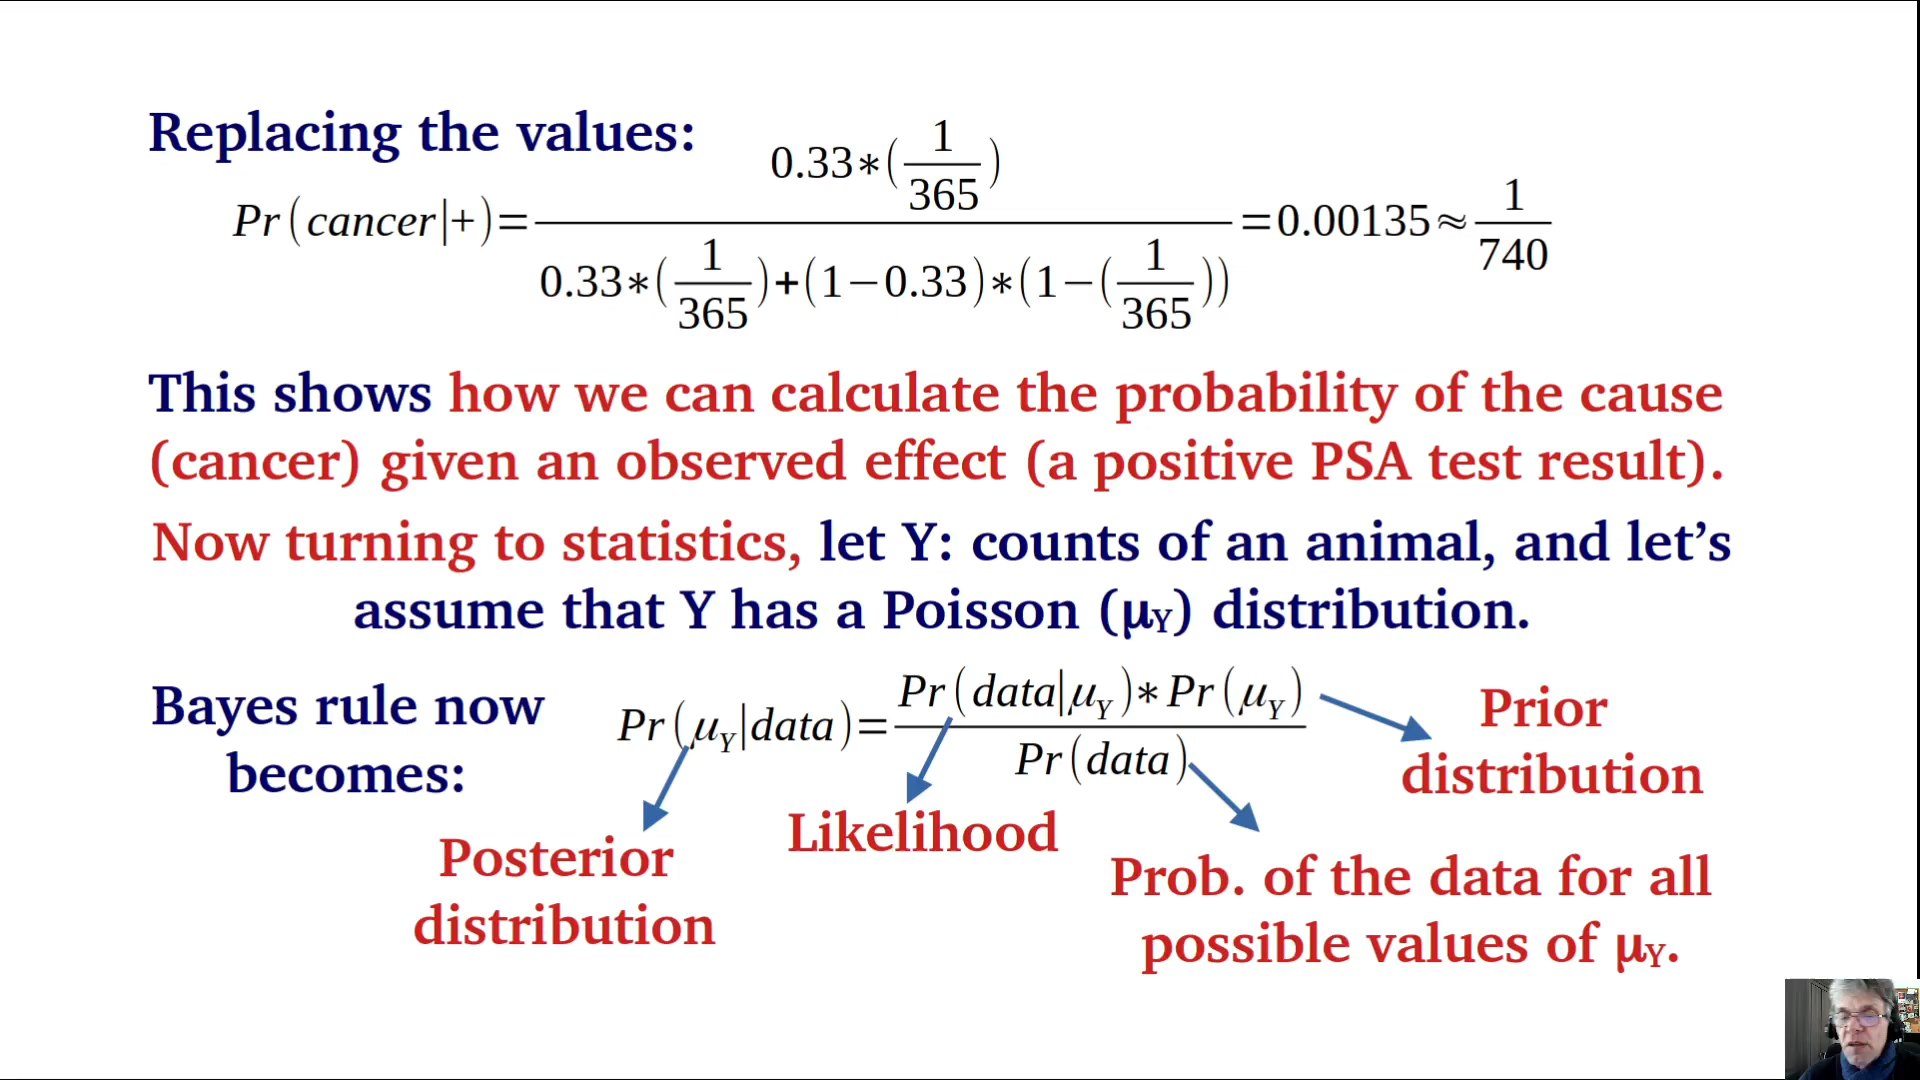 Replacing the values:
Pr(cancer|+)= 0.33*(1/365) / 0.33*(1/365)+(1−0.33)*(1−(1/365)) =0.00135≈ 1/740
This shows how we can calculate the probability of the cause
(cancer) given an observed effect (a positive PSA test result).
Now turning to statistics, let Y: counts of an animal, and let’s
assume that Y has a Poisson (μY) distribution.
Bayes rule now
becomes:
Pr(μY|data)= Pr(data|μY)*Pr(μY) / Pr(data)
Prior
distribution
Likelihood
Posterior
distribution
Prob. of the data for all
possible values of μY.